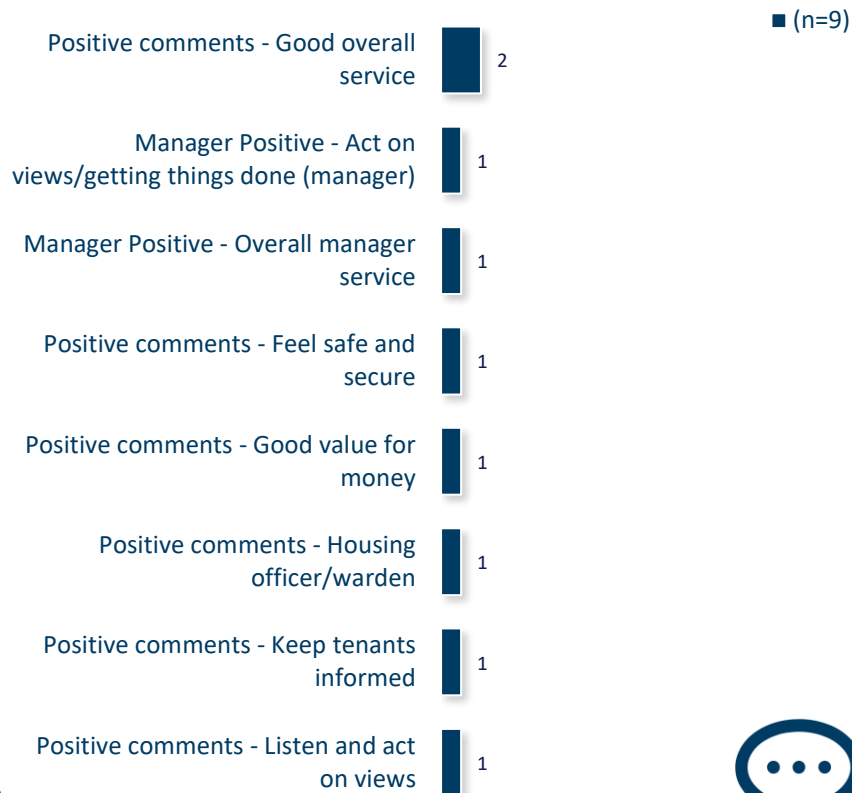 (n=9)
Positive comments - Good overall
service
2
Manager Positive - Act on
views/getting things done (manager)
1
Manager Positive - Overall manager
service
1
Positive comments - Feel safe and
secure
1
Positive comments - Good value for
money
1
Positive comments - Housing
officer/warden
1
Positive comments - Keep tenants
informed
1
Positive comments - Listen and act
on views
1